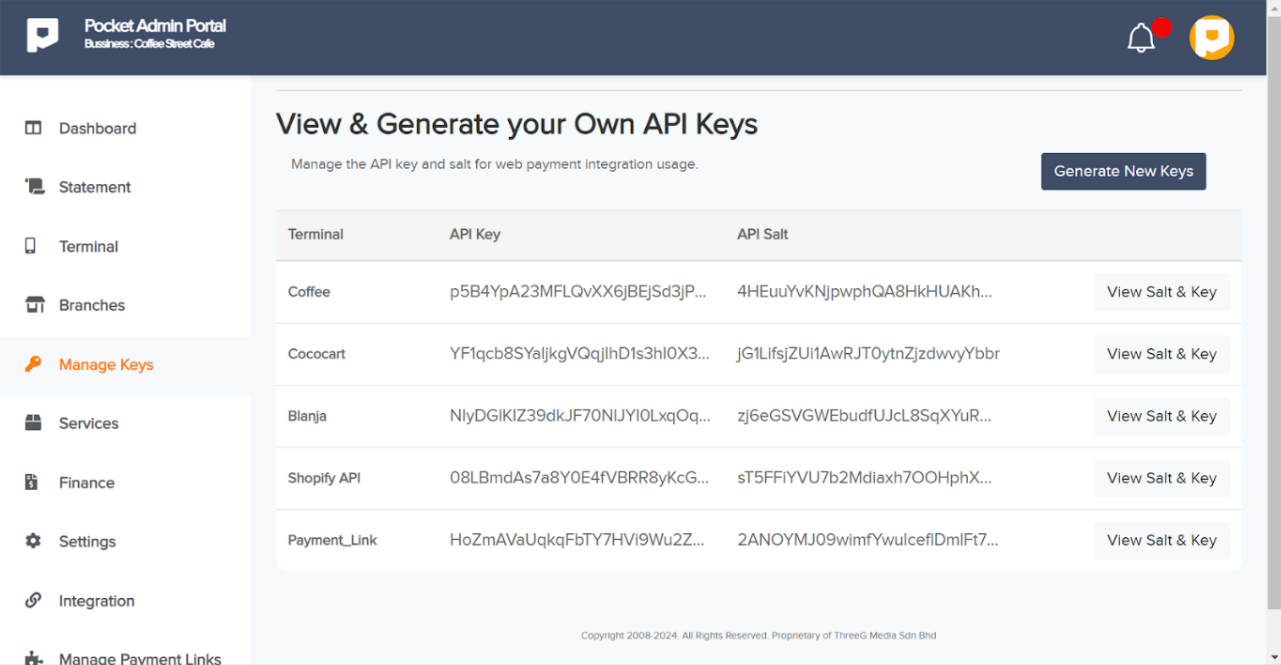 Pocket Admin Portal
Bussiness : Coffee Street Cafe
Dashboard
Statement
Terminal
Branches
Manage Keys
Services
Finance
Settings
Integration
Manage Payment Links
View & Generate your Own API Keys
Manage the API key and salt for web payment integration usage.
Generate New Keys
Terminal API Key API Salt
Coffee p5B4YpA23MFLQvXX6jBEjSd3jP... 4HEuuYvKNjpwphQA8HkHUAKh... View Salt & Key
Cococart YF1qcb8SYaljkgVQqjlhD1s3hI0X3... jG1LifsjZUi1AwRJT0ytnZjzdwvyYbbr View Salt & Key
Blanja NIyDGlKIZ39dkJF70NIJYI0LxqOq... zj6eGSVGWEbudfUJcL8SqXYuR... View Salt & Key
Shopify API 08LBmdAs7a8Y0E4fVBRR8yKcG... sT5FFiYVU7b2Mdiaxh7OOHphX... View Salt & Key
Payment_Link HoZmAVaUqkqFbTY7HVi9Wu2Z... 2ANOYMJ09wimfYwulceflDmlFt7... View Salt & Key
Copyright 2008-2024. All Rights Reserved. Proprietary of ThreeG Media Sdn Bhd